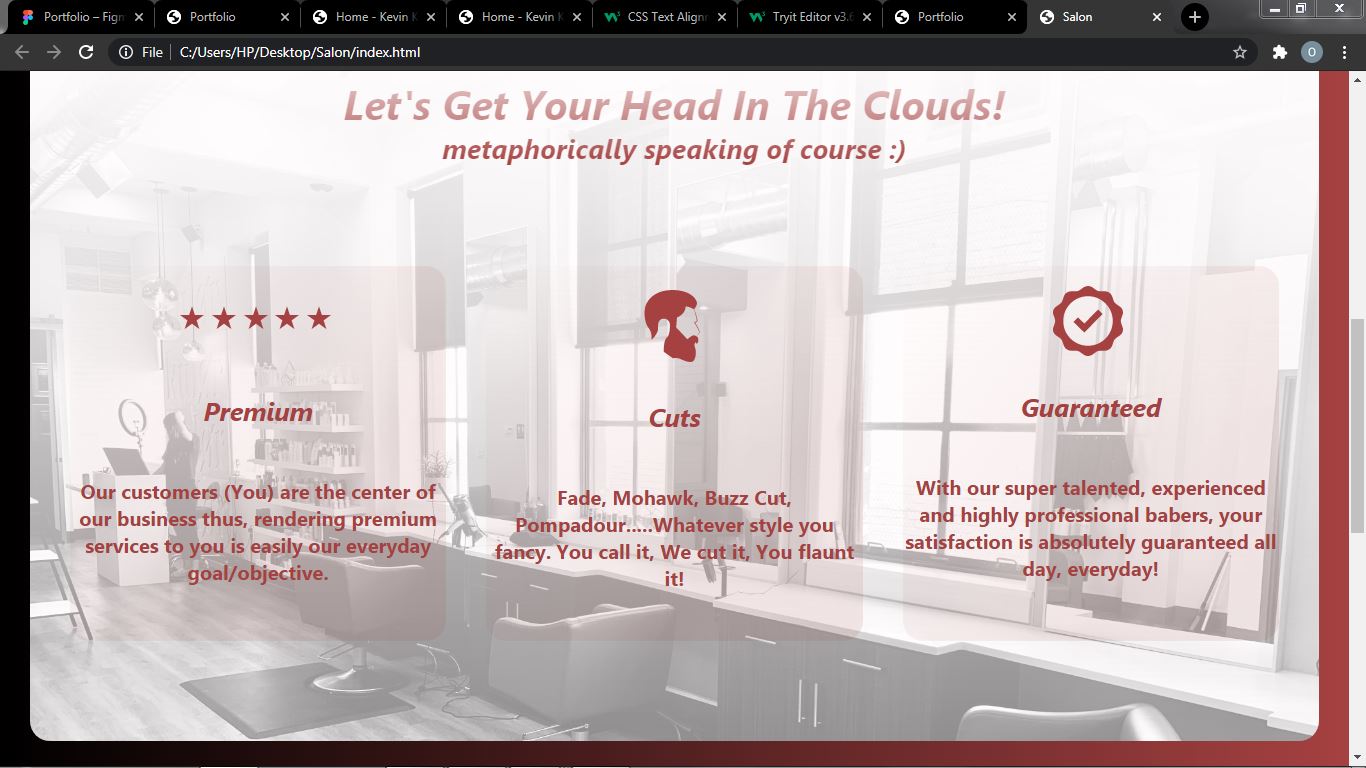 Portfolio – Figm
Portfolio
Home - Kevin K
Home - Kevin K
CSS Text Alignm
Tryit Editor v3.6
Portfolio
Salon
File
C:/Users/HP/Desktop/Salon/index.html
O
Let's Get Your Head In The Clouds!
metaphorically speaking of course :)
Premium
Our customers (You) are the center of
our business thus, rendering premium
services to you is easily our everyday
goal/objective.
Cuts
Fade, Mohawk, Buzz Cut,
Pompadour.....Whatever style you
fancy. You call it, We cut it, You flaunt
it!
Guaranteed
With our super talented, experienced
and highly professional babers, your
satisfaction is absolutely guaranteed all
day, everyday!